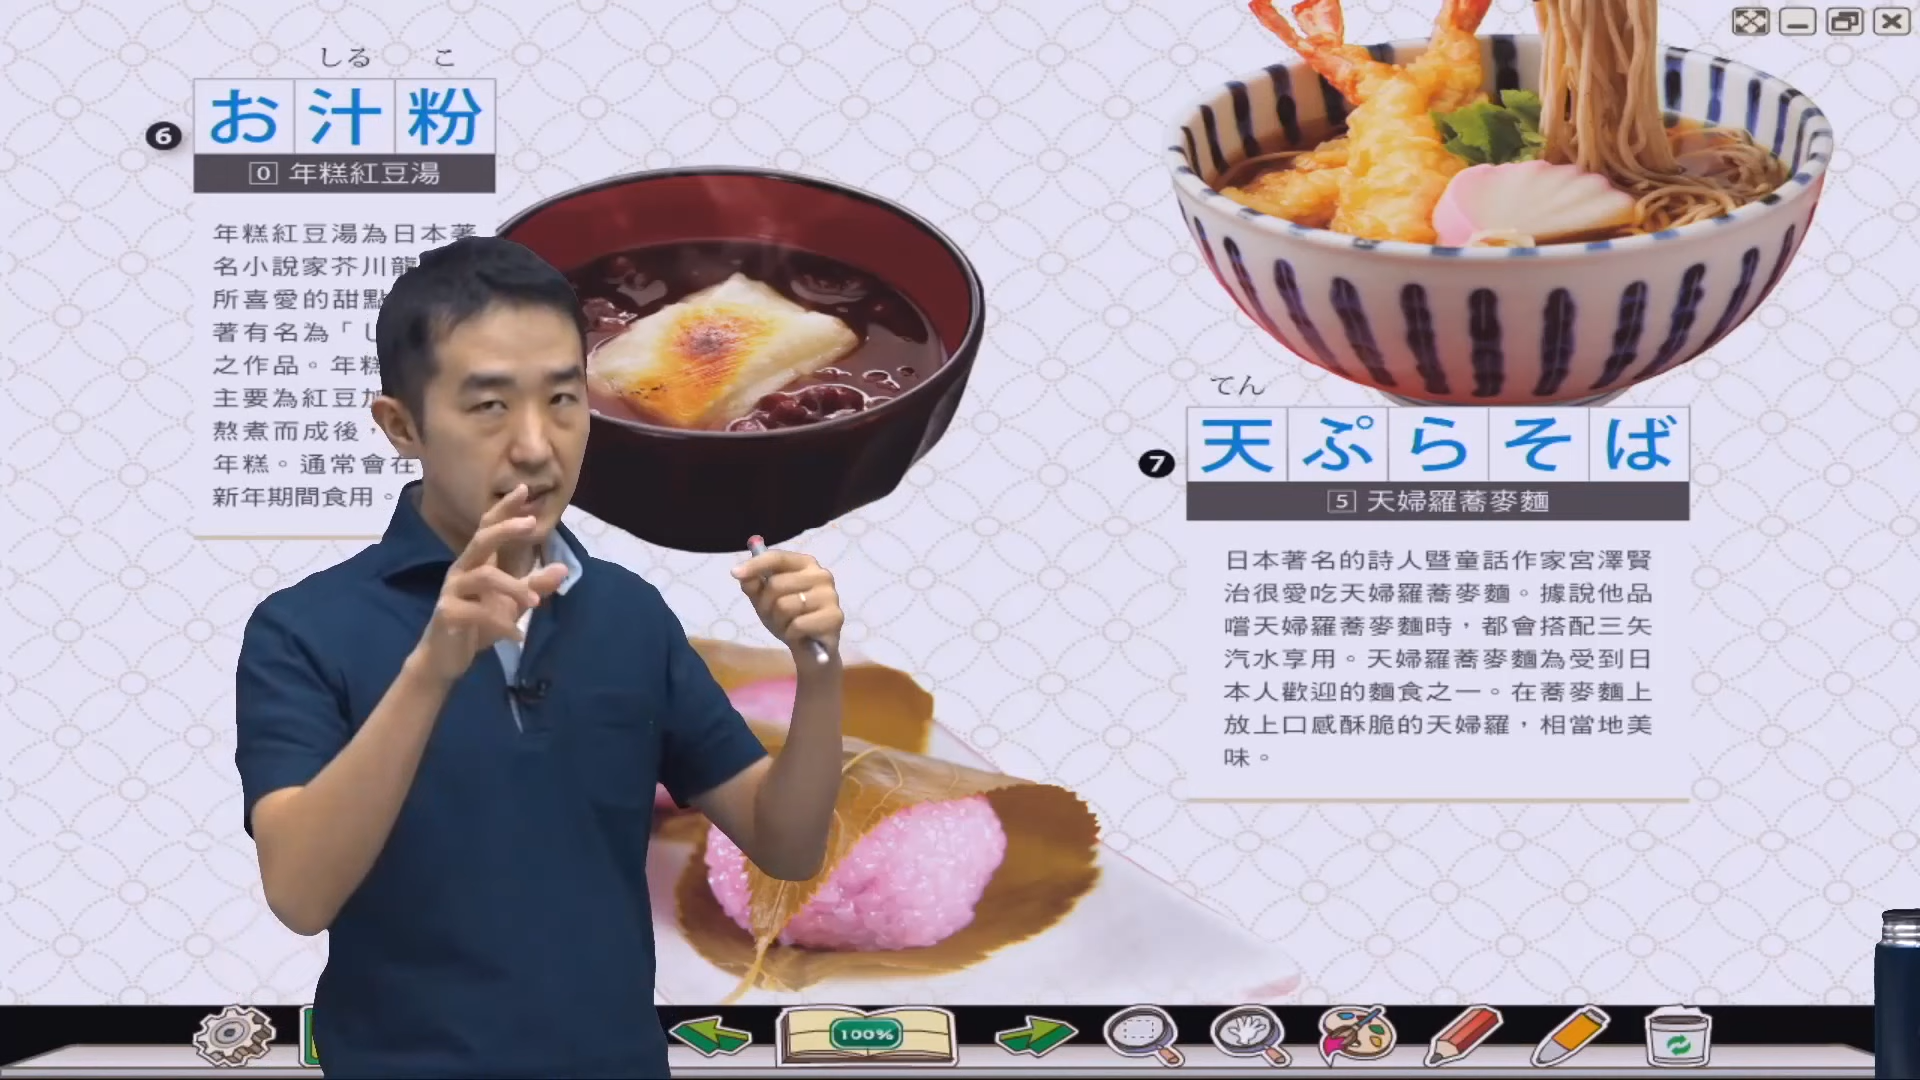 しる こ
6 お汁粉
0 年糕紅豆湯
年糕紅豆湯為日本著
名小說家芥川龍
所喜愛的甜點
著有名為「し
之作品。年糕
主要為紅豆加
熬煮而成後，
年糕。通常會在
新年期間食用。
てん
7 天ぷらそば
5 天婦羅蕎麥麵
日本著名的詩人暨童話作家宮澤賢
治很愛吃天婦羅蕎麥麵。據說他品
嚐天婦羅蕎麥麵時，都會搭配三矢
汽水享用。天婦羅蕎麥麵為受到日
本人歡迎的麵食之一。在蕎麥麵上
放上口感酥脆的天婦羅，相當地美
味。
100%